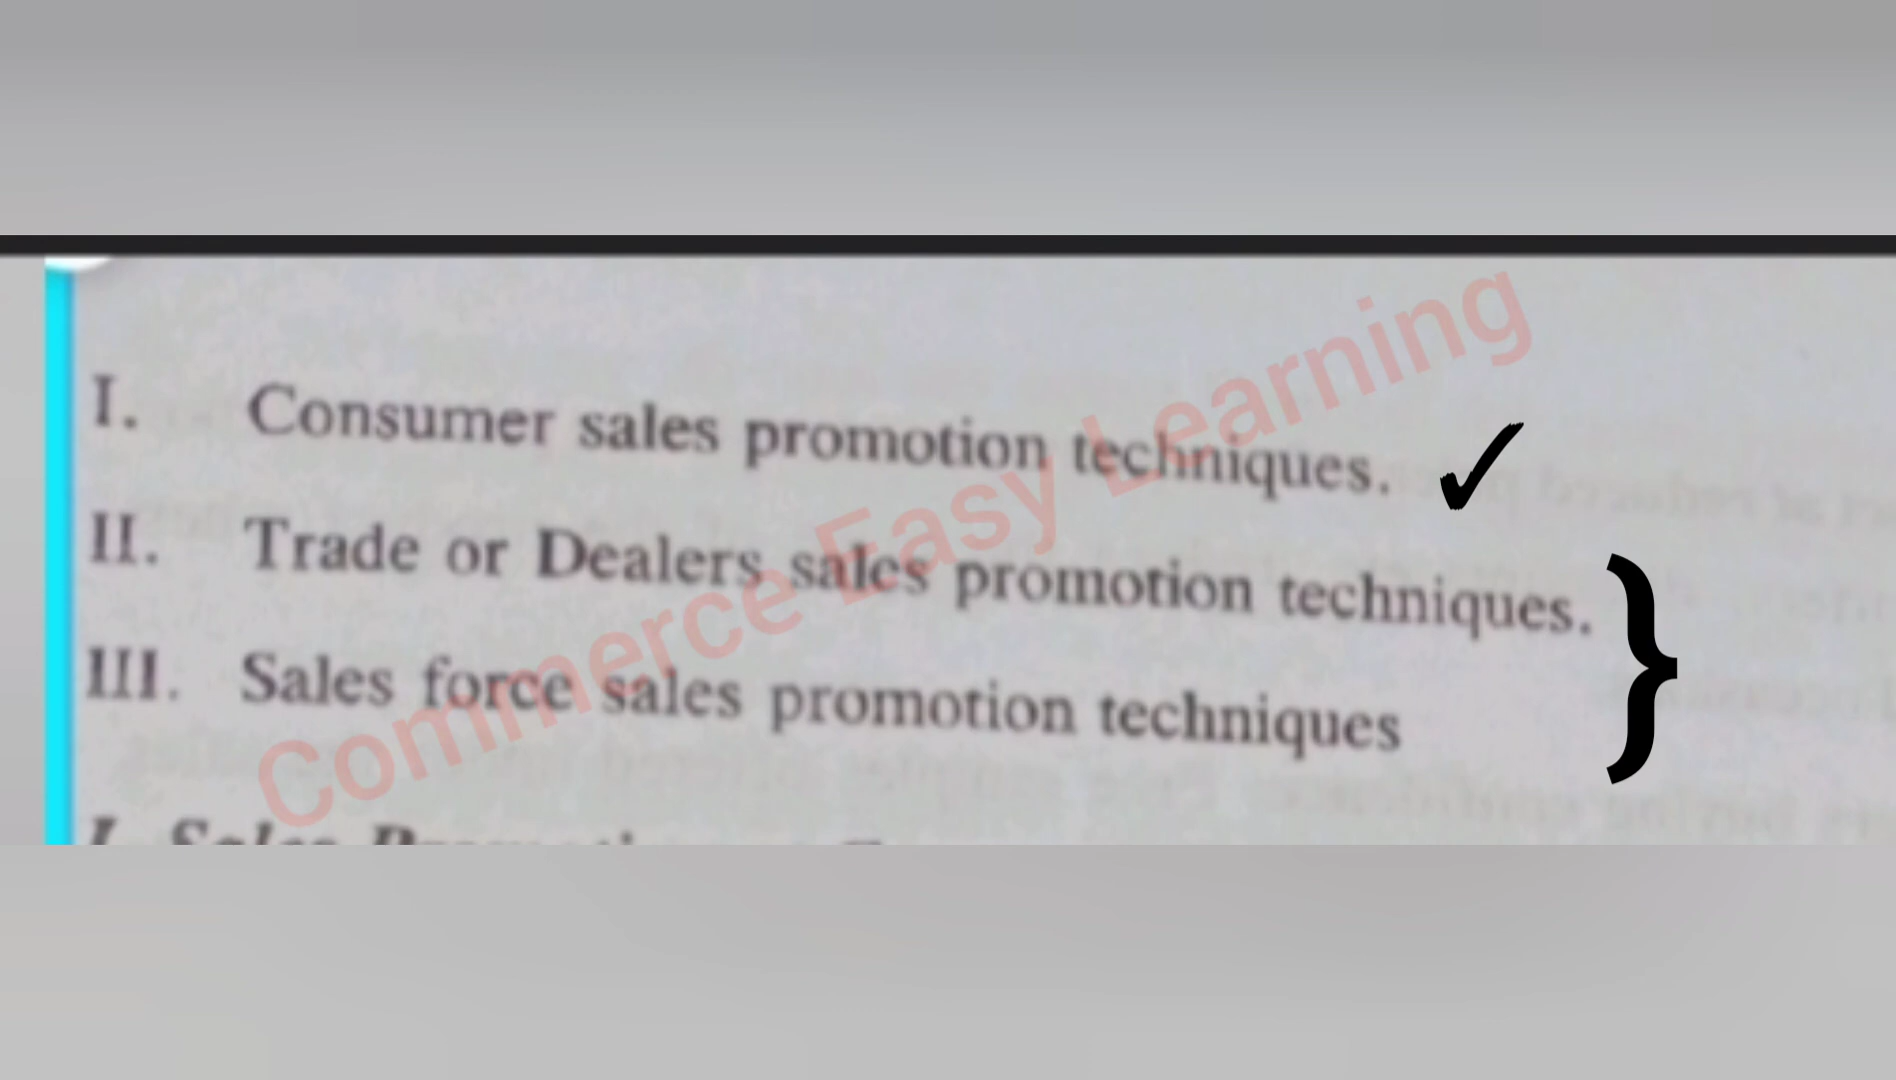 I. Consumer sales promotion techniques. ✓
II. Trade or Dealers sales promotion techniques.
III. Sales force sales promotion techniques
Commerce Easy Learning
I. Sales